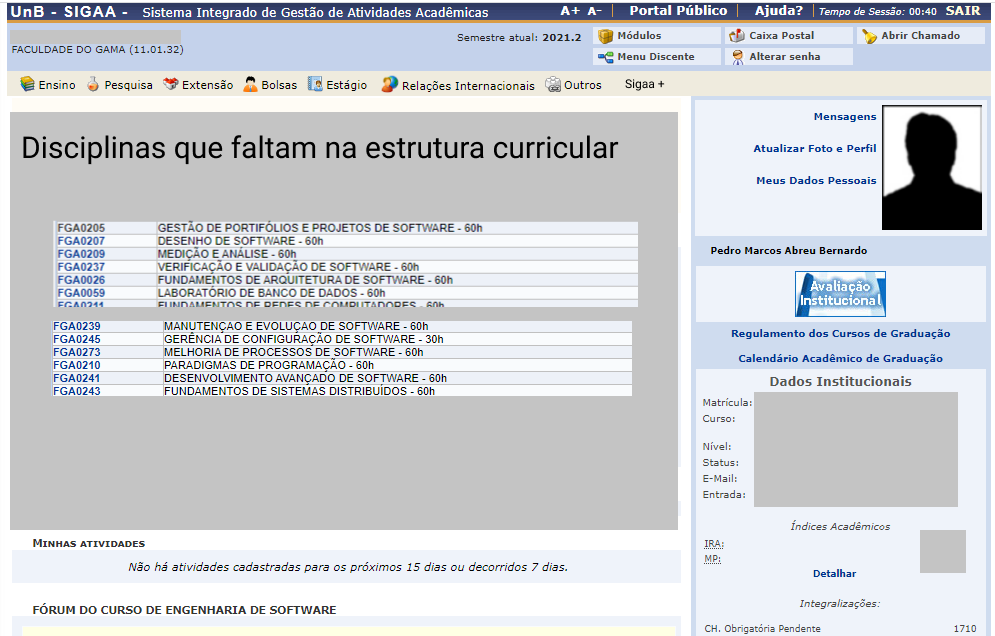 UnB - SIGAA - Sistema Integrado de Gestão de Atividades Acadêmicas A+ A- Portal Público Ajuda? Tempo de Sessão: 00:40 SAIR
FACULDADE DO GAMA (11.01.32)
Semestre atual: 2021.2
Módulos Caixa Postal Abrir Chamado
Menu Discente Alterar senha
Ensino Pesquisa Extensão Bolsas Estágio Relações Internacionais Outros Sigaa +
Disciplinas que faltam na estrutura curricular
FGA0205 GESTÃO DE PORTIFÓLIOS E PROJETOS DE SOFTWARE - 60h
FGA0207 DESENHO DE SOFTWARE - 60h
FGA0209 MEDIÇÃO E ANÁLISE - 60h
FGA0237 VERIFICAÇÃO E VALIDAÇÃO DE SOFTWARE - 60h
FGA0026 FUNDAMENTOS DE ARQUITETURA DE SOFTWARE - 60h
FGA0059 LABORATÓRIO DE BANCO DE DADOS - 60h
FGA0211 FUNDAMENTOS DE REDES DE COMPUTADORES - 60h
FGA0239 MANUTENÇÃO E EVOLUÇÃO DE SOFTWARE - 60h
FGA0245 GERÊNCIA DE CONFIGURAÇÃO DE SOFTWARE - 30h
FGA0273 MELHORIA DE PROCESSOS DE SOFTWARE - 60h
FGA0210 PARADIGMAS DE PROGRAMAÇÃO - 60h
FGA0241 DESENVOLVIMENTO AVANÇADO DE SOFTWARE - 60h
FGA0243 FUNDAMENTOS DE SISTEMAS DISTRIBUÍDOS - 60h
MINHAS ATIVIDADES
Não há atividades cadastradas para os próximos 15 dias ou decorridos 7 dias.
FÓRUM DO CURSO DE ENGENHARIA DE SOFTWARE
Mensagens
Atualizar Foto e Perfil
Meus Dados Pessoais
Pedro Marcos Abreu Bernardo
Avaliação
Institucional
Regulamento dos Cursos de Graduação
Calendário Acadêmico de Graduação
Dados Institucionais
Matrícula:
Curso:
Nível:
Status:
E-Mail:
Entrada:
Índices Acadêmicos
IRA:
MP:
Detalhar
Integralizações:
CH. Obrigatória Pendente 1710